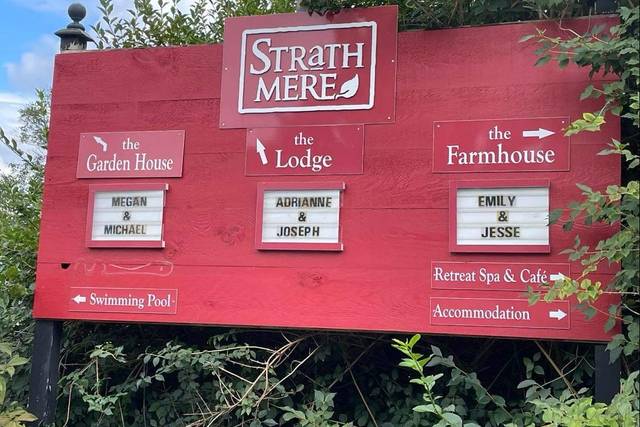 STRATH
MERE
the
Garden House
MEGAN
&
MICHAEL
Swimming Pool
the
Lodge
ADRIANNE
&
JOSEPH
the
Farmhouse
EMILY
&
JESSE
Retreat Spa & Café
Accommodation